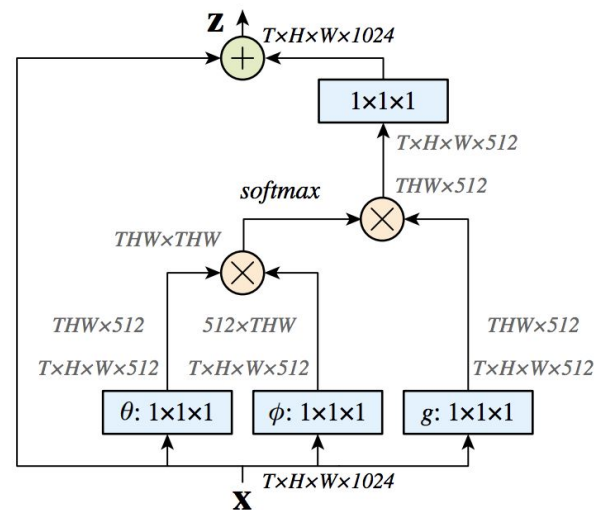 z T×H×W×1024
+
1×1×1
T×H×W×512
THW×512
softmax
×
THW×THW
×
THW×512 512×THW THW×512
T×H×W×512 T×H×W×512 T×H×W×512
θ: 1×1×1 ϕ: 1×1×1 g: 1×1×1
x T×H×W×1024